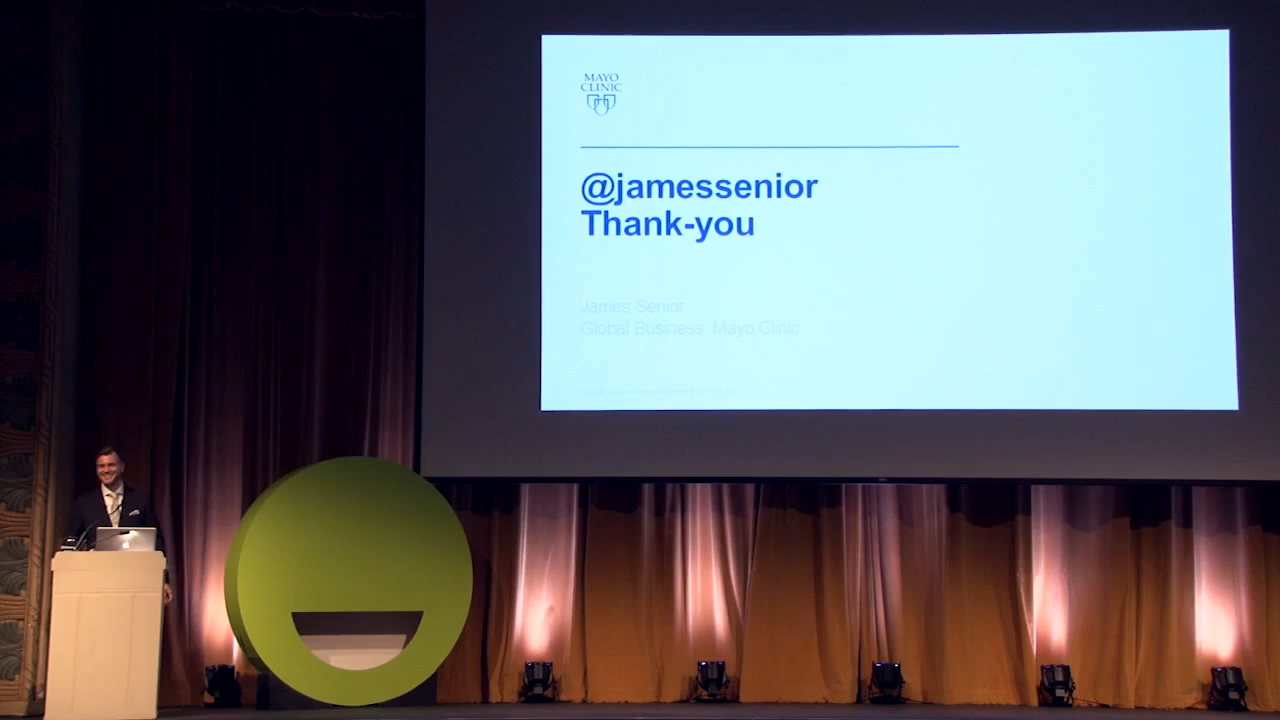 MAYO
CLINIC
@jamessenior
Thank-you
James Senior
Global Business, Mayo Clinic